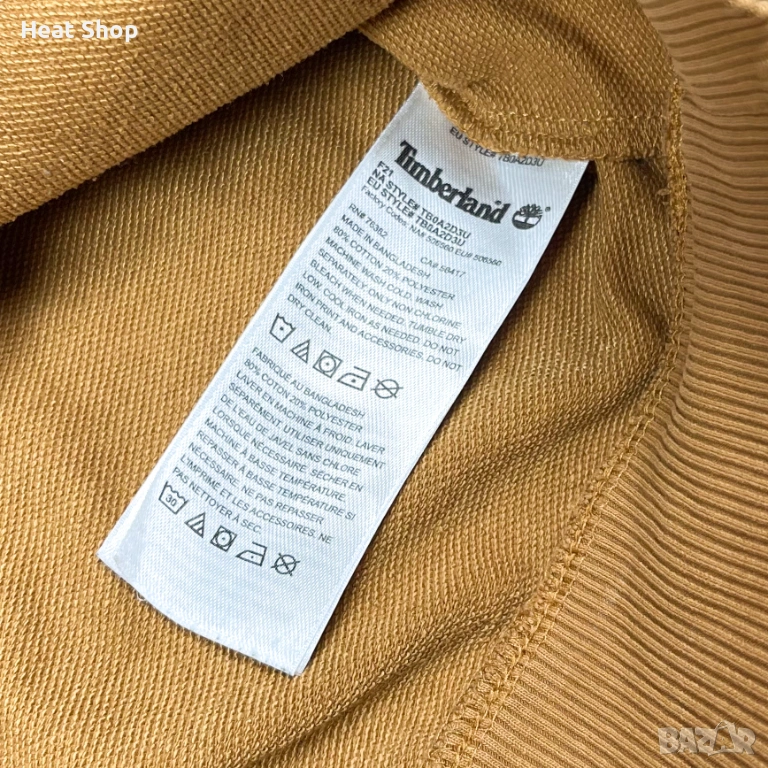 Heat Shop
EU STYLE# TB0A2D3U
Timberland
F21
NA STYLE# TB0A2D3U
EU STYLE# TB0A2D3U
Factory Codes: NA# 506560 EU# 506560
RN# 76382 CA# 58417
MADE IN BANGLADESH
80% COTTON 20% POLYESTER
MACHINE WASH COLD, WASH
SEPARATELY ONLY NON CHLORINE
BLEACH WHEN NEEDED. TUMBLE DRY
LOW, COOL IRON AS NEEDED. DO NOT
IRON PRINT AND ACCESSORIES. DO NOT
DRY CLEAN.
FABRIQUÉ AU BANGLADESH
80% COTON 20% POLYESTER
LAVER EN MACHINE À FROID. LAVER
SÉPARÉMENT. UTILISER UNIQUEMENT
DE L'EAU DE JAVEL SANS CHLORE
LORSQUE NÉCESSAIRE. SÉCHER EN
MACHINE À BASSE TEMPÉRATURE.
REPASSER À BASSE TEMPÉRATURE SI
NÉCESSAIRE. NE PAS REPASSER
L'IMPRIMÉ ET LES ACCESSOIRES. NE
PAS NETTOYER À SEC.
30
BAZAR